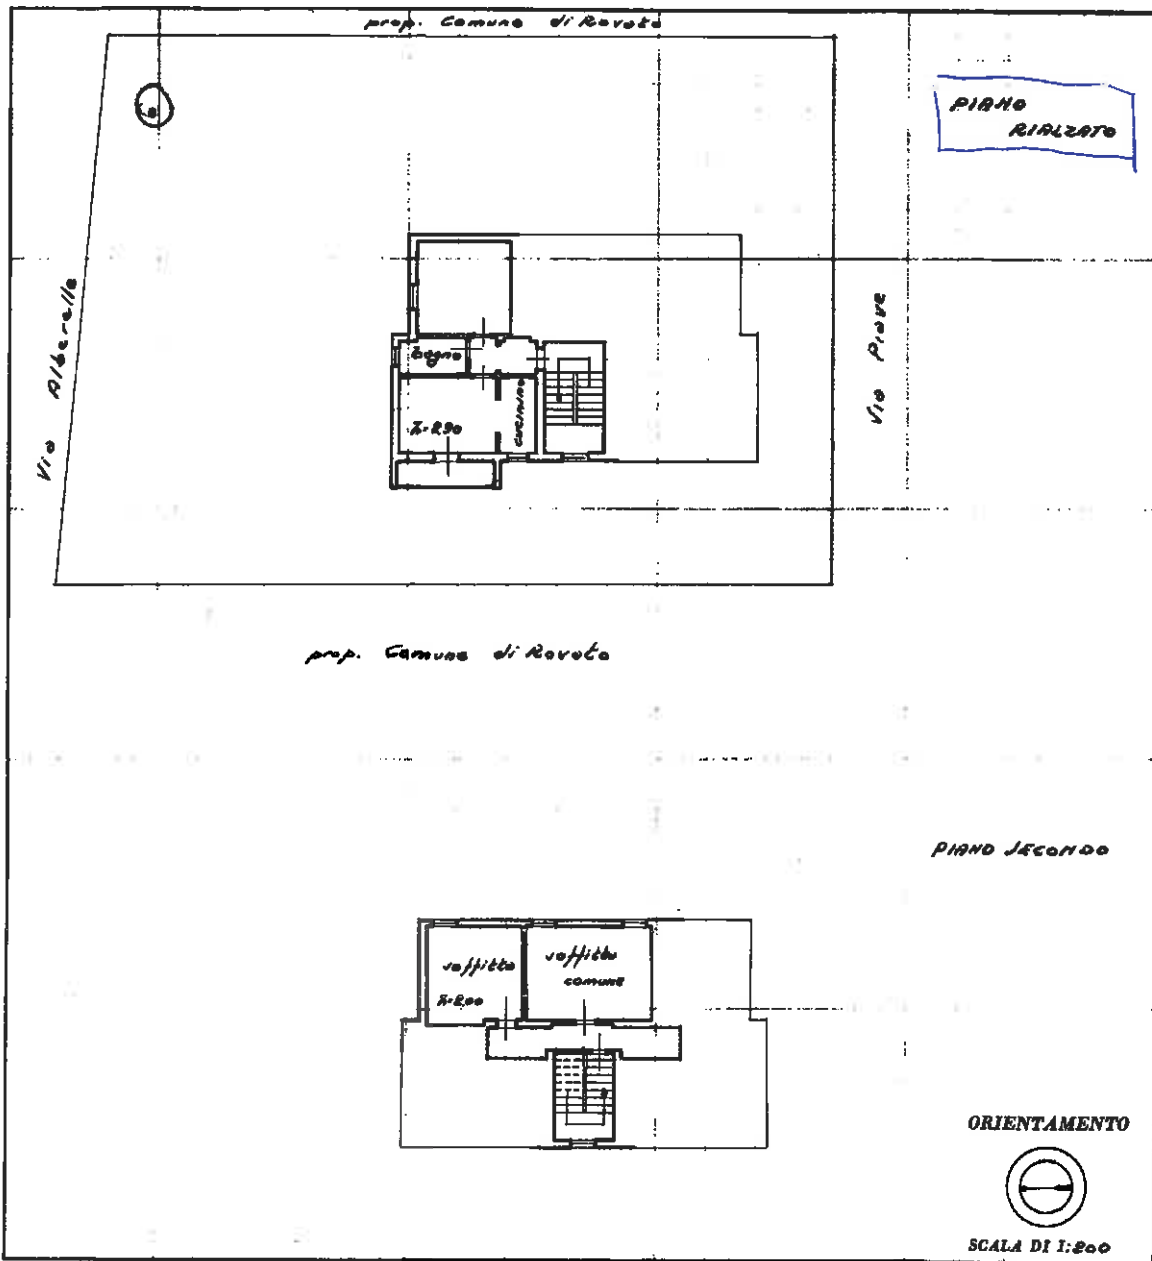 prop. Comune di Rovato
PIANO
RIALZATO
Via Alberelle
Via Piave
bagno
h=2,90
cucinino
prop. Comune di Rovato
PIANO SECONDO
soffitta
h=2,00
soffitta
comune
ORIENTAMENTO
SCALA DI 1:200